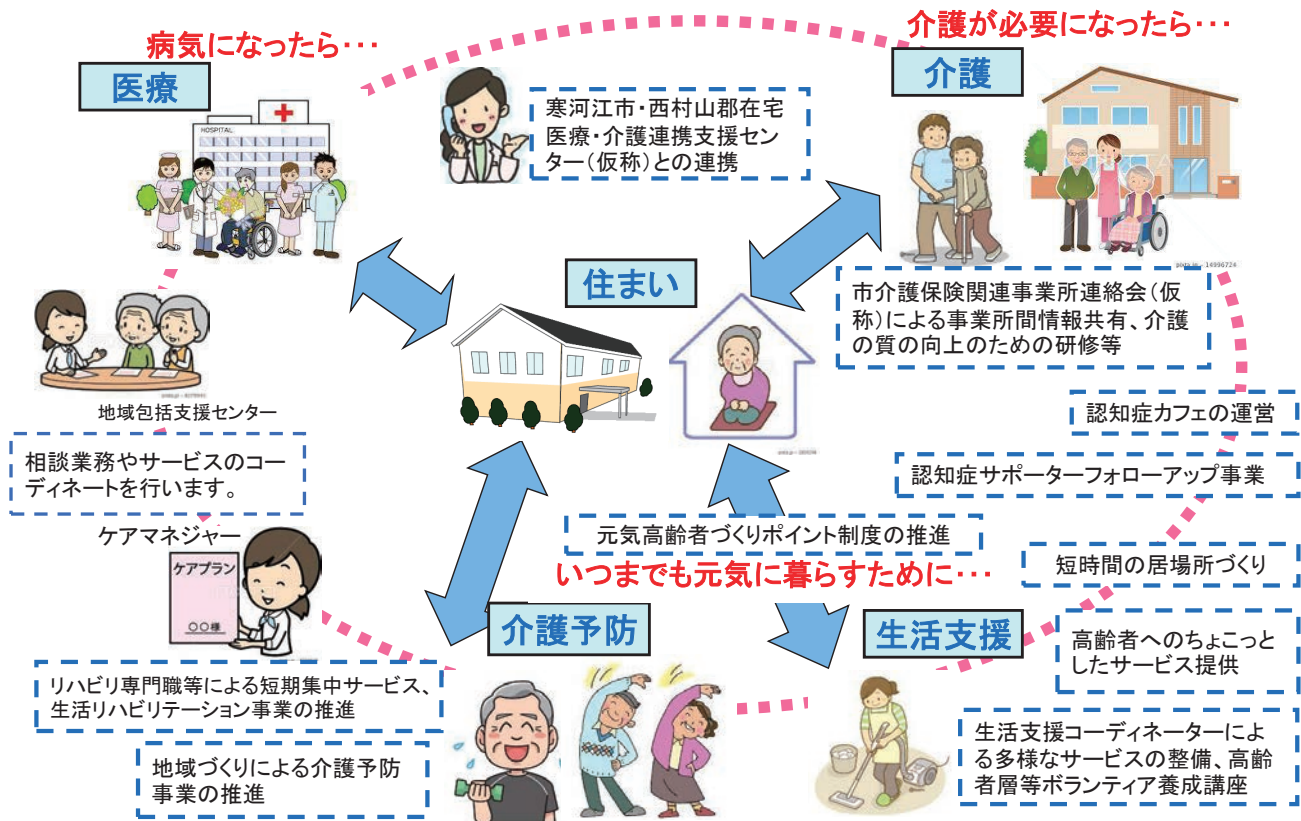 病気になったら・・・
医療
HOSPITAL
寒河江市・西村山郡在宅
医療・介護連携支援セン
ター(仮称)との連携
介護が必要になったら・・・
介護
住まい
市介護保険関連事業所連絡会(仮
称)による事業所間情報共有、介護
の質の向上のための研修等
地域包括支援センター
相談業務やサービスのコー
ディネートを行います。
ケアマネジャー
ケアプラン
〇〇様
認知症カフェの運営
認知症サポーターフォローアップ事業
元気高齢者づくりポイント制度の推進
いつまでも元気に暮らすために・・・
短時間の居場所づくり
介護予防
生活支援
高齢者へのちょこっと
したサービス提供
リハビリ専門職等による短期集中サービス、
生活リハビリテーション事業の推進
地域づくりによる介護予防
事業の推進
生活支援コーディネーターによ
る多様なサービスの整備、高齢
者層等ボランティア養成講座